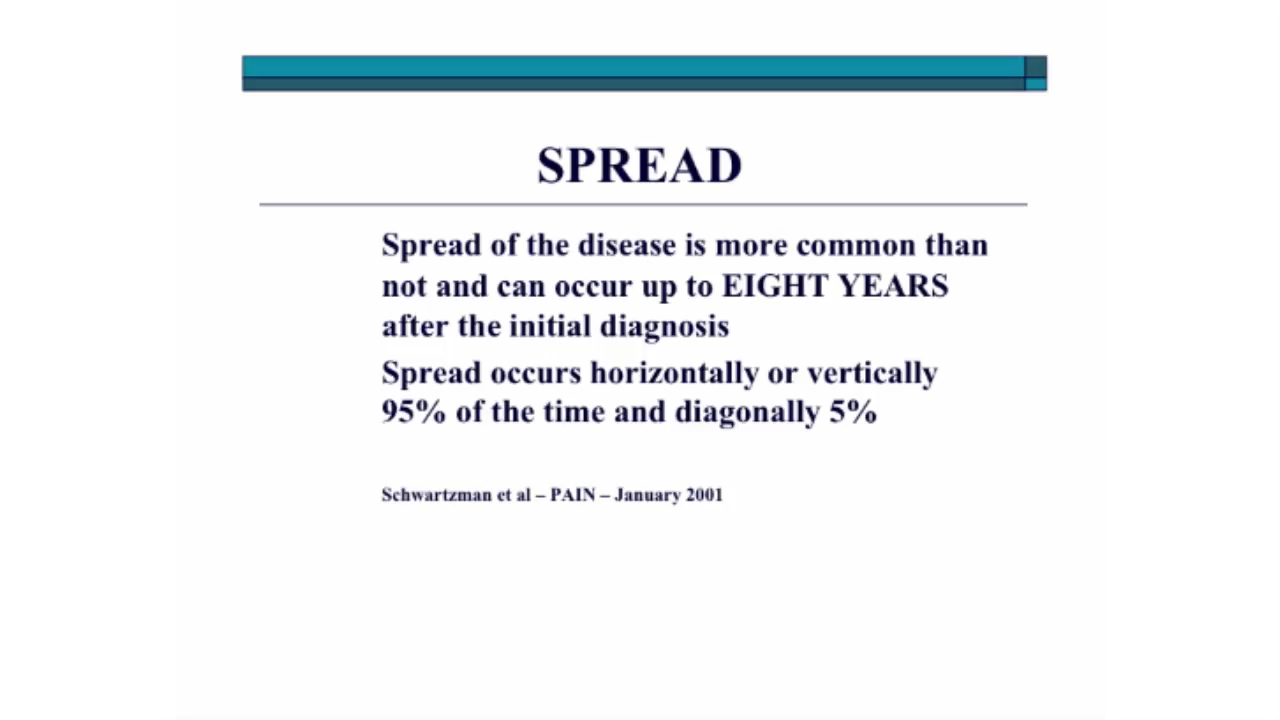 SPREAD
Spread of the disease is more common than
not and can occur up to EIGHT YEARS
after the initial diagnosis
Spread occurs horizontally or vertically
95% of the time and diagonally 5%
Schwartzman et al – PAIN – January 2001